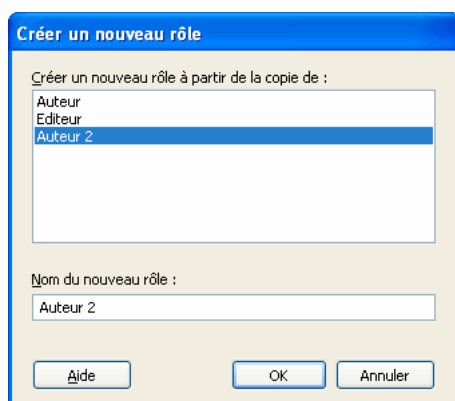 Créer un nouveau rôle
Créer un nouveau rôle à partir de la copie de :
Auteur
Editeur
Auteur 2
Nom du nouveau rôle :
Auteur 2
Aide
OK
Annuler